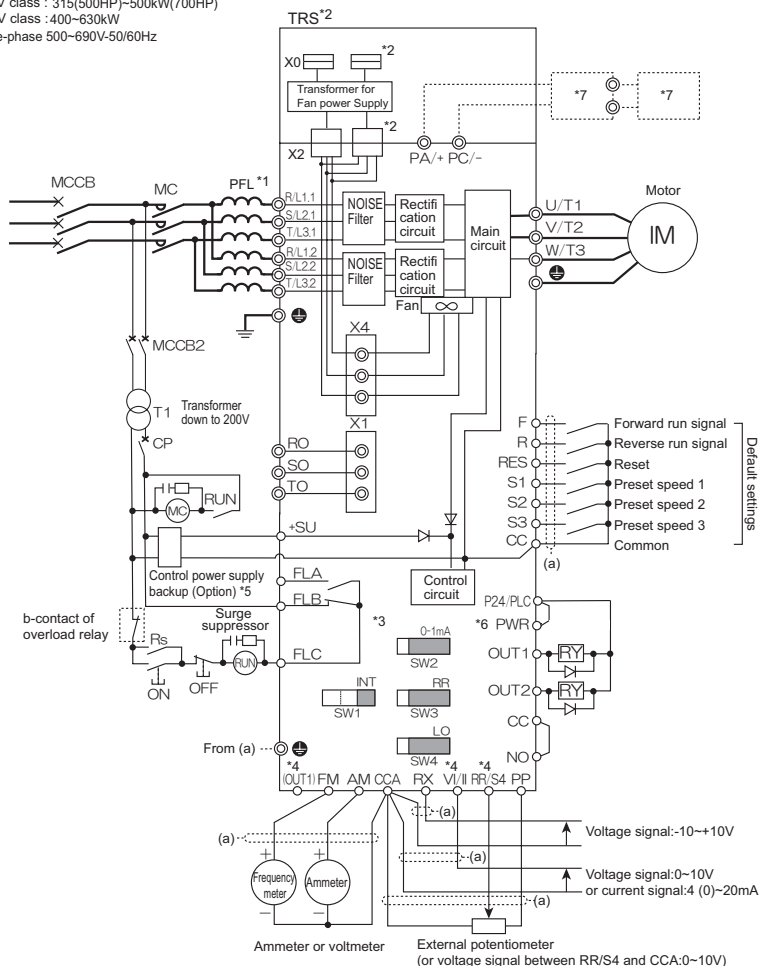 V class : 315(500HP)~500kW(700HP)
V class :400~630kW
e-phase 500~690V-50/60Hz
TRS*2
X0
*2
Transformer for
Fan power Supply
*2
X2
PA/+ PC/-
*7
*7
MCCB
MC
PFL *1
R/L1.1
S/L2.1
T/L3.1
R/L1.2
S/L2.2
T/L3.2
NOISE
Filter
Rectifi
cation
circuit
NOISE
Filter
Rectifi
cation
circuit
Main
circuit
U/T1
V/T2
W/T3
Motor
IM
Fan
X4
MCCB2
T1
Transformer
down to 200V
CP
X1
RO
SO
TO
RUN
MC
+SU
Control power supply
backup (Option) *5
F
R
RES
S1
S2
S3
CC
(a)
Forward run signal
Reverse run signal
Reset
Preset speed 1
Preset speed 2
Preset speed 3
Common
Default settings
FLA
FLB
FLC
*3
Control
circuit
b-contact of
overload relay
Rs
ON
OFF
Surge
suppressor
RUN
P24/PLC
*6 PWR
OUT1
RY
OUT2
RY
CC
NO
0-1mA
SW2
INT
SW1
RR
SW3
LO
SW4
From (a)
*4
(OUT1) FM AM CCA RX VI/II RR/S4 PP
*4
*4
(a)
(a)
(a)
(a)
Voltage signal:-10~+10V
Voltage signal:0~10V
or current signal:4 (0)~20mA
+
Frequency
meter
−
+
Ammeter
−
Ammeter or voltmeter
External potentiometer
(or voltage signal between RR/S4 and CCA:0~10V)